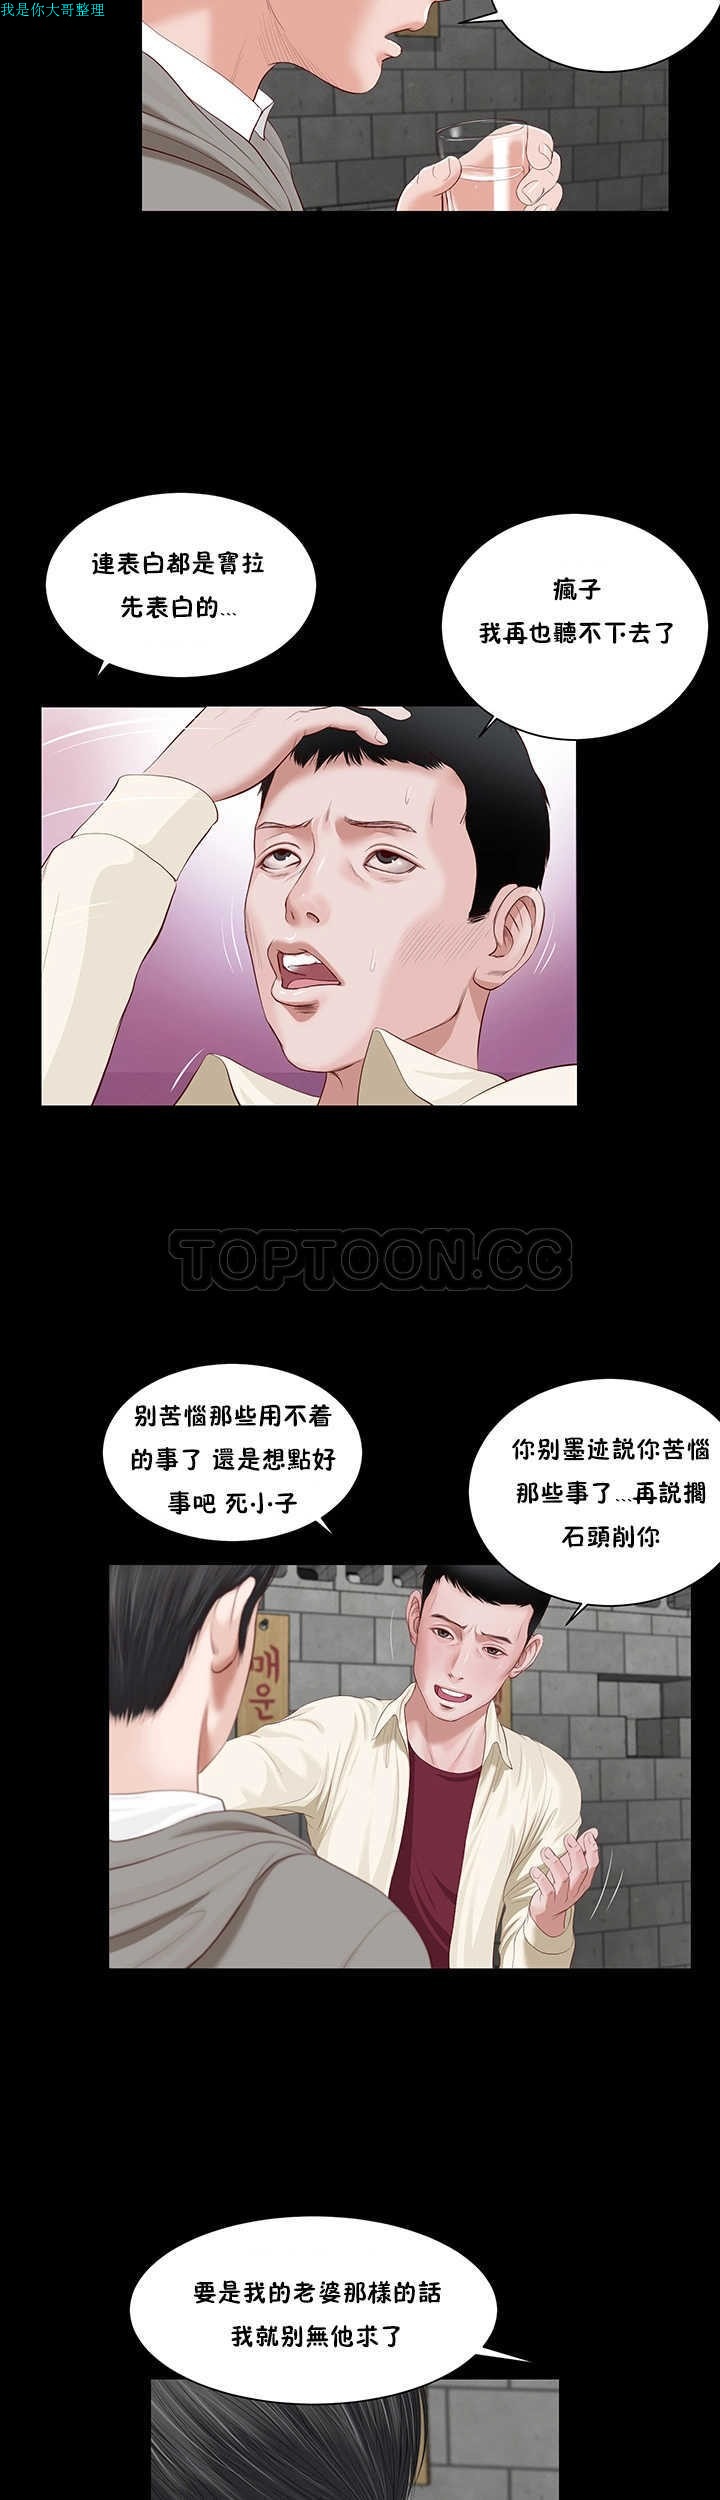 我是你大哥整理
連表白都是寶拉
先表白的...
瘋子
我再也聽不下去了
TOPTOON.CC
別苦惱那些用不着
的事了 還是想點好
事吧 死小子
你別墨迹說你苦惱
那些事了...再說擱
石頭削你
매운
要是我的老婆那樣的話
我就別無他求了